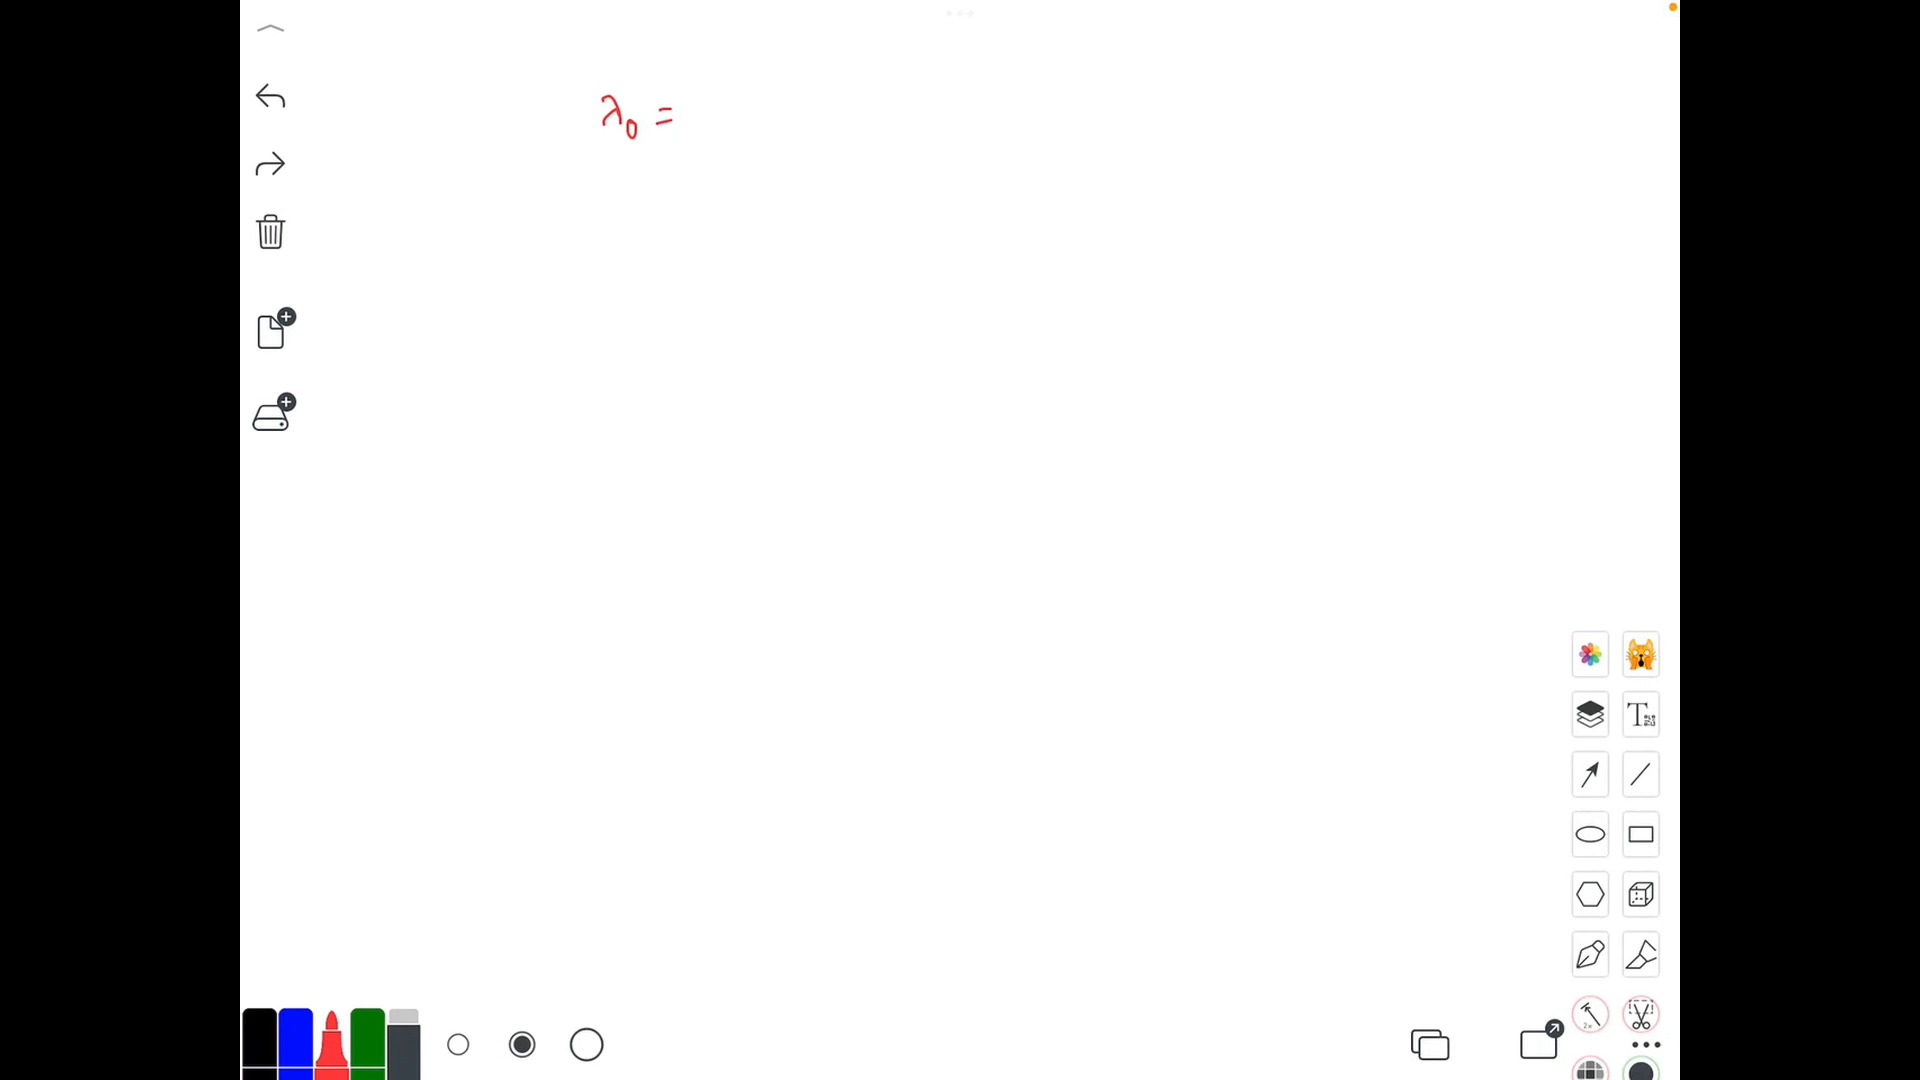 λ₀ =